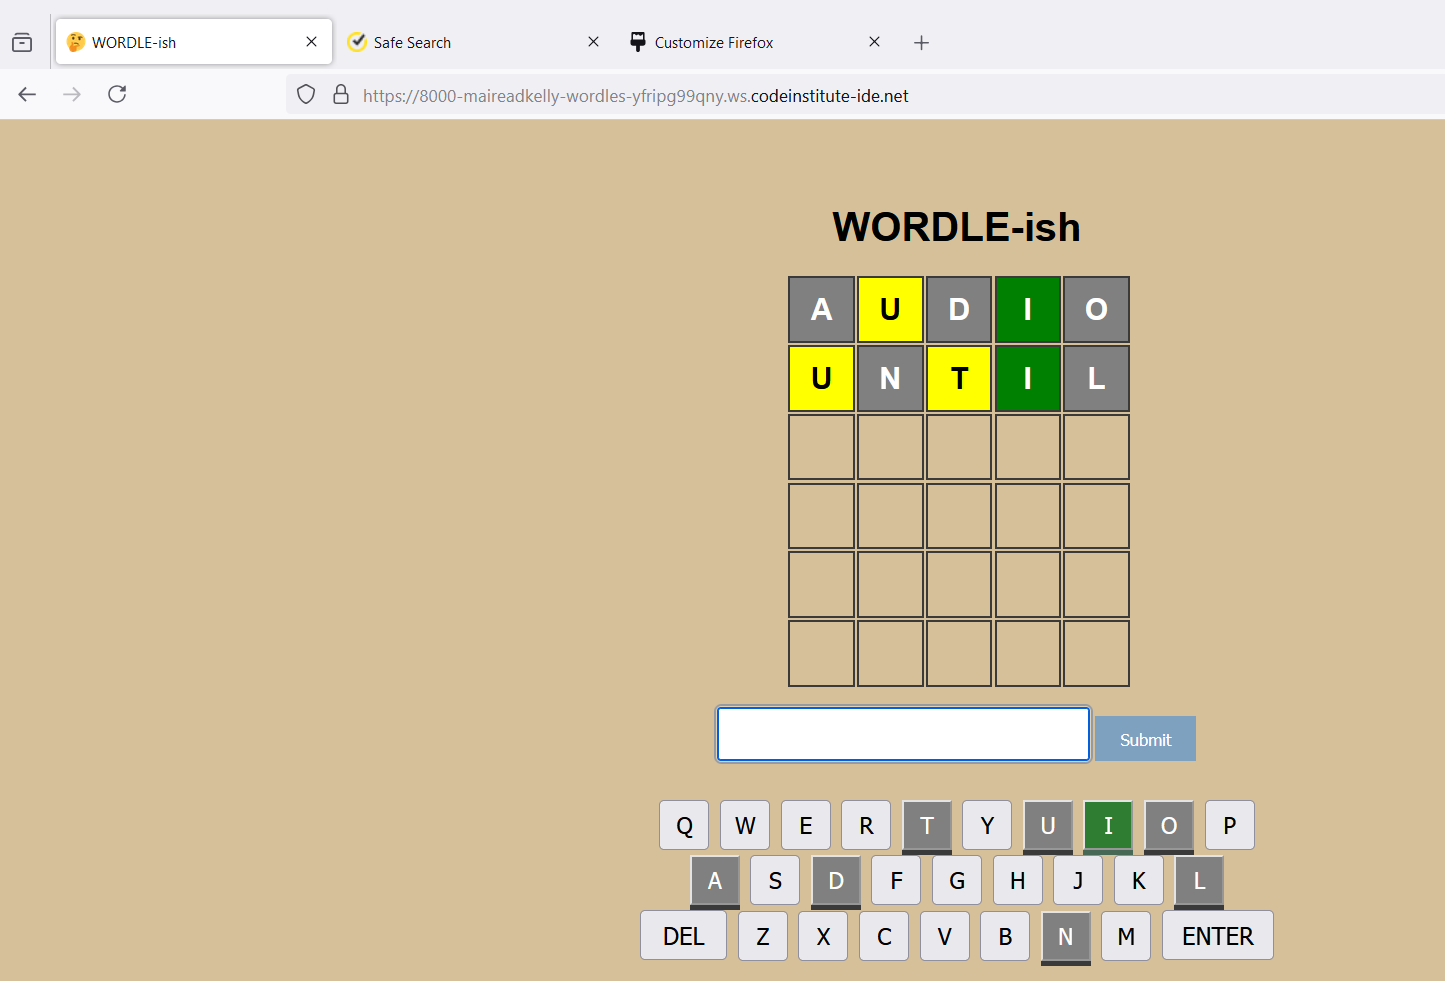 WORDLE-ish Safe Search Customize Firefox
https://8000-maireadkelly-wordles-yfripg99qny.ws.codeinstitute-ide.net
WORDLE-ish
A U D I O
U N T I L
Submit
Q W E R T Y U I O P
A S D F G H J K L
DEL Z X C V B N M ENTER